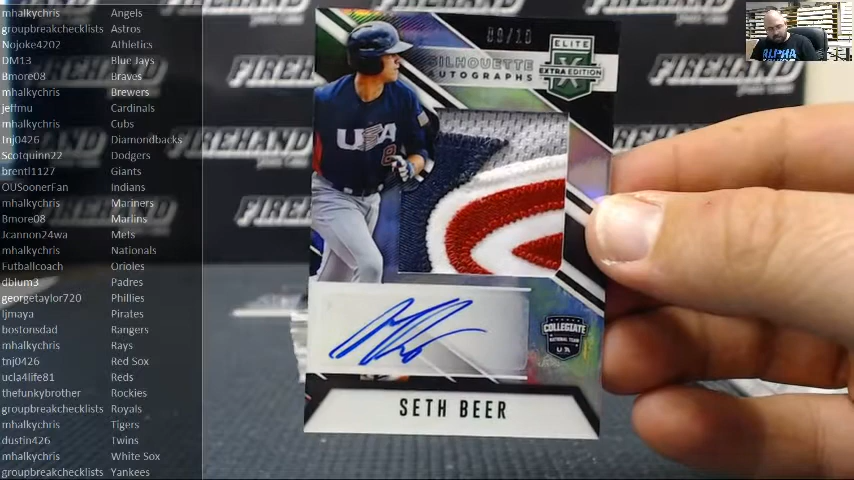 mhalkychris Angels
groupbreakchecklists Astros
Nojoke4202 Athletics
DM13 Blue Jays
Bmore08 Braves
mhalkychris Brewers
jeffmu Cardinals
mhalkychris Cubs
tnj0426 Diamondbacks
Scotquinn22 Dodgers
brentl1127 Giants
OUSoonerFan Indians
mhalkychris Mariners
Bmore08 Marlins
Jcannon24wa Mets
mhalkychris Nationals
Futballcoach Orioles
dblum3 Padres
georgetaylor720 Phillies
ljmaya Pirates
bostonsdad Rangers
mhalkychris Rays
tnj0426 Red Sox
ucla4life81 Reds
thefunkybrother Rockies
groupbreakchecklists Royals
mhalkychris Tigers
dustin426 Twins
mhalkychris White Sox
groupbreakchecklists Yankees
09/10
ELITE
X
EXTRA EDITION
SILHOUETTE
AUTOGRAPHS
USA
8
COLLEGIATE
NATIONAL TEAM
USA
SETH BEER
FIREHAND
FIREHAND
FIREHAND
ALPHA